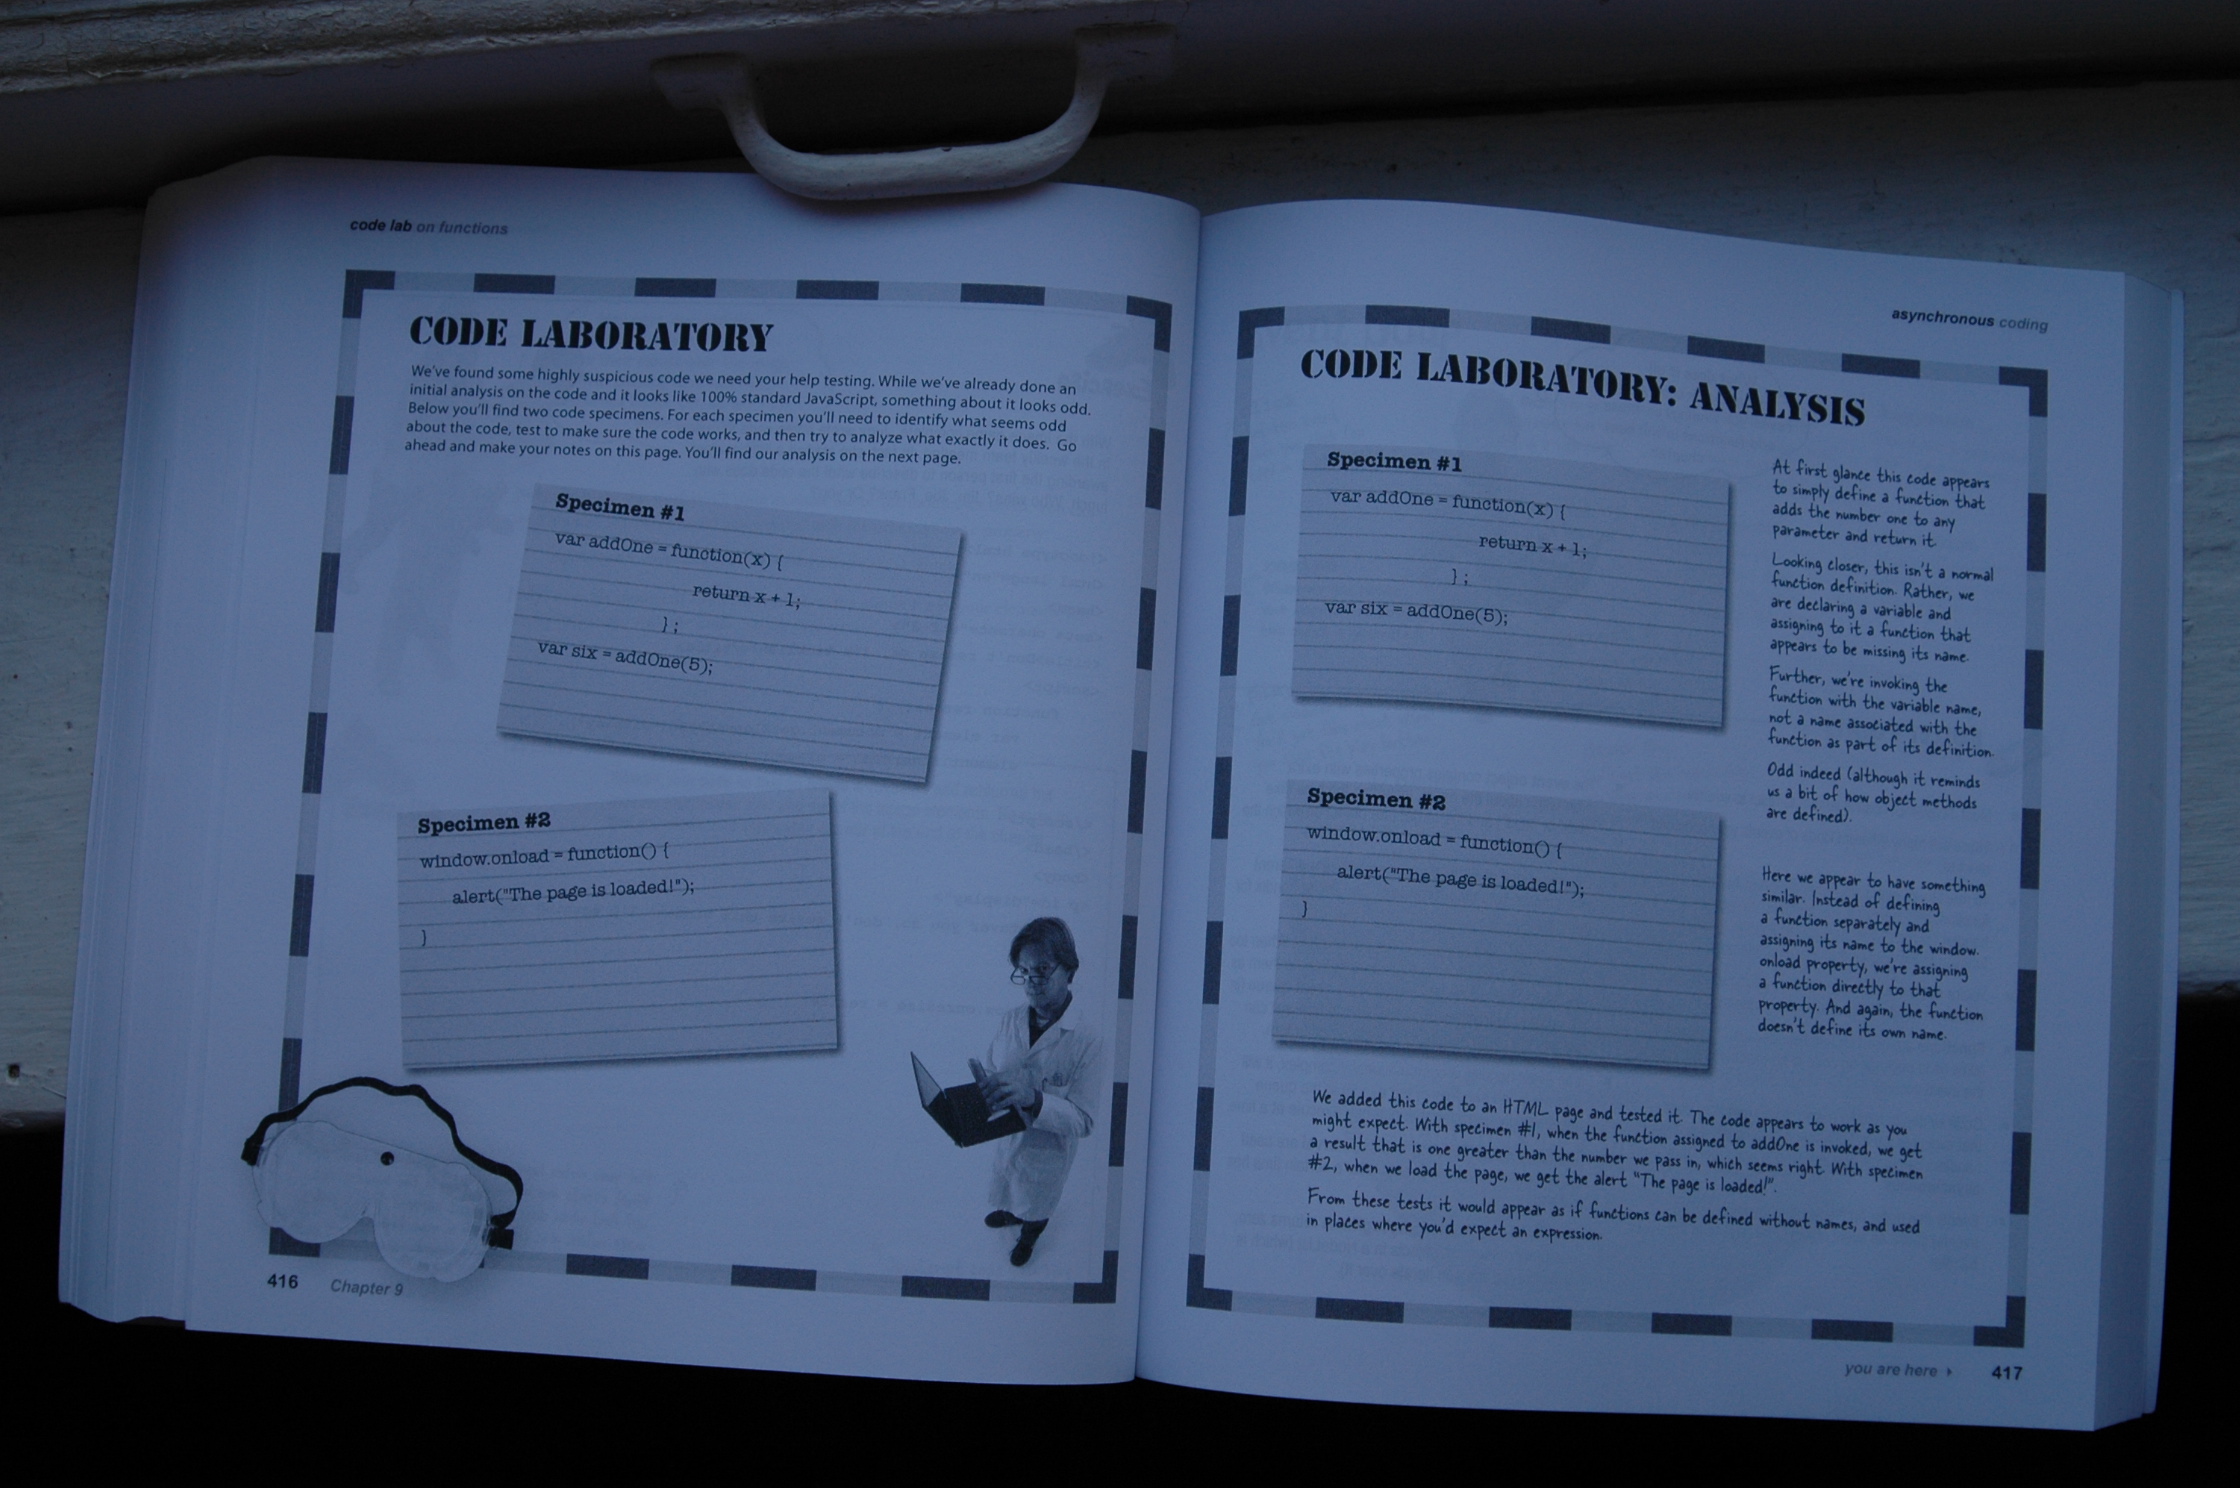 code lab on functions
CODE LABORATORY
We've found some highly suspicious code we need your help testing. While we've already done an
initial analysis on the code and it looks like 100% standard JavaScript, something about it looks odd.
Below you'll find two code specimens. For each specimen you'll need to identify what seems odd
about the code, test to make sure the code works, and then try to analyze what exactly it does. Go
ahead and make your notes on this page. You'll find our analysis on the next page.
Specimen #1
var addOne = function(x) {
return x + 1;
};
var six = addOne(5);
Specimen #2
window.onload = function() {
alert("The page is loaded!");
}
416 Chapter 9
asynchronous coding
CODE LABORATORY: ANALYSIS
Specimen #1
var addOne = function(x) {
return x + 1;
};
var six = addOne(5);
At first glance this code appears
to simply define a function that
adds the number one to any
parameter and return it.
Looking closer, this isn't a normal
function definition. Rather, we
are declaring a variable and
assigning to it a function that
appears to be missing its name.
Further, we're invoking the
function with the variable name,
not a name associated with the
function as part of its definition.
Odd indeed (although it reminds
us a bit of how object methods
are defined).
Specimen #2
window.onload = function() {
alert("The page is loaded!");
}
Here we appear to have something
similar. Instead of defining
a function separately and
assigning its name to the window.
onload property, we're assigning
a function directly to that
property. And again, the function
doesn't define its own name.
We added this code to an HTML page and tested it. The code appears to work as you
might expect. With specimen #1, when the function assigned to addOne is invoked, we get
a result that is one greater than the number we pass in, which seems right. With specimen
#2, when we load the page, we get the alert "The page is loaded!".
From these tests it would appear as if functions can be defined without names, and used
in places where you'd expect an expression.
you are here 417